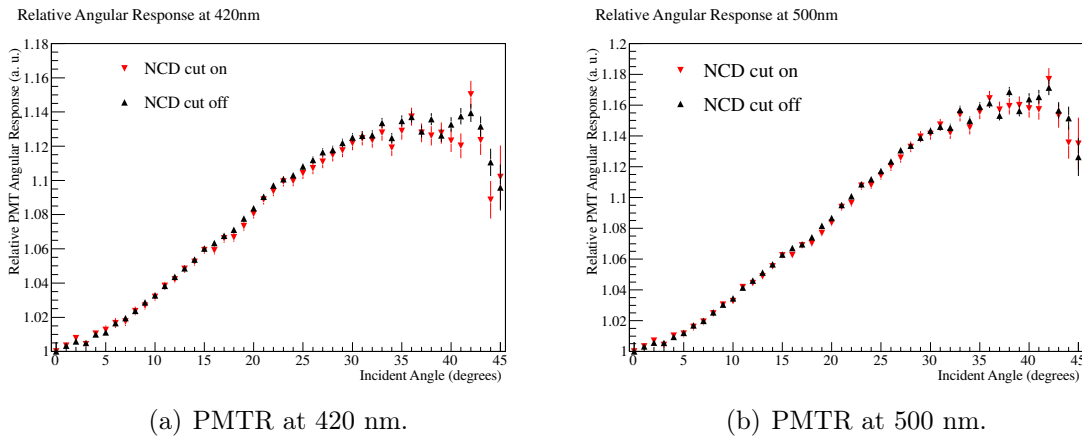 Relative Angular Response at 420nm
Relative PMT Angular Response (a. u.)
1.18
1.16
1.14
1.12
1.1
1.08
1.06
1.04
1.02
1
NCD cut on
NCD cut off
0 5 10 15 20 25 30 35 40 45
Incident Angle (degrees)
(a) PMTR at 420 nm.
Relative Angular Response at 500nm
Relative PMT Angular Response (a. u.)
1.2
1.18
1.16
1.14
1.12
1.1
1.08
1.06
1.04
1.02
1
NCD cut on
NCD cut off
0 5 10 15 20 25 30 35 40 45
Incident Angle (degrees)
(b) PMTR at 500 nm.